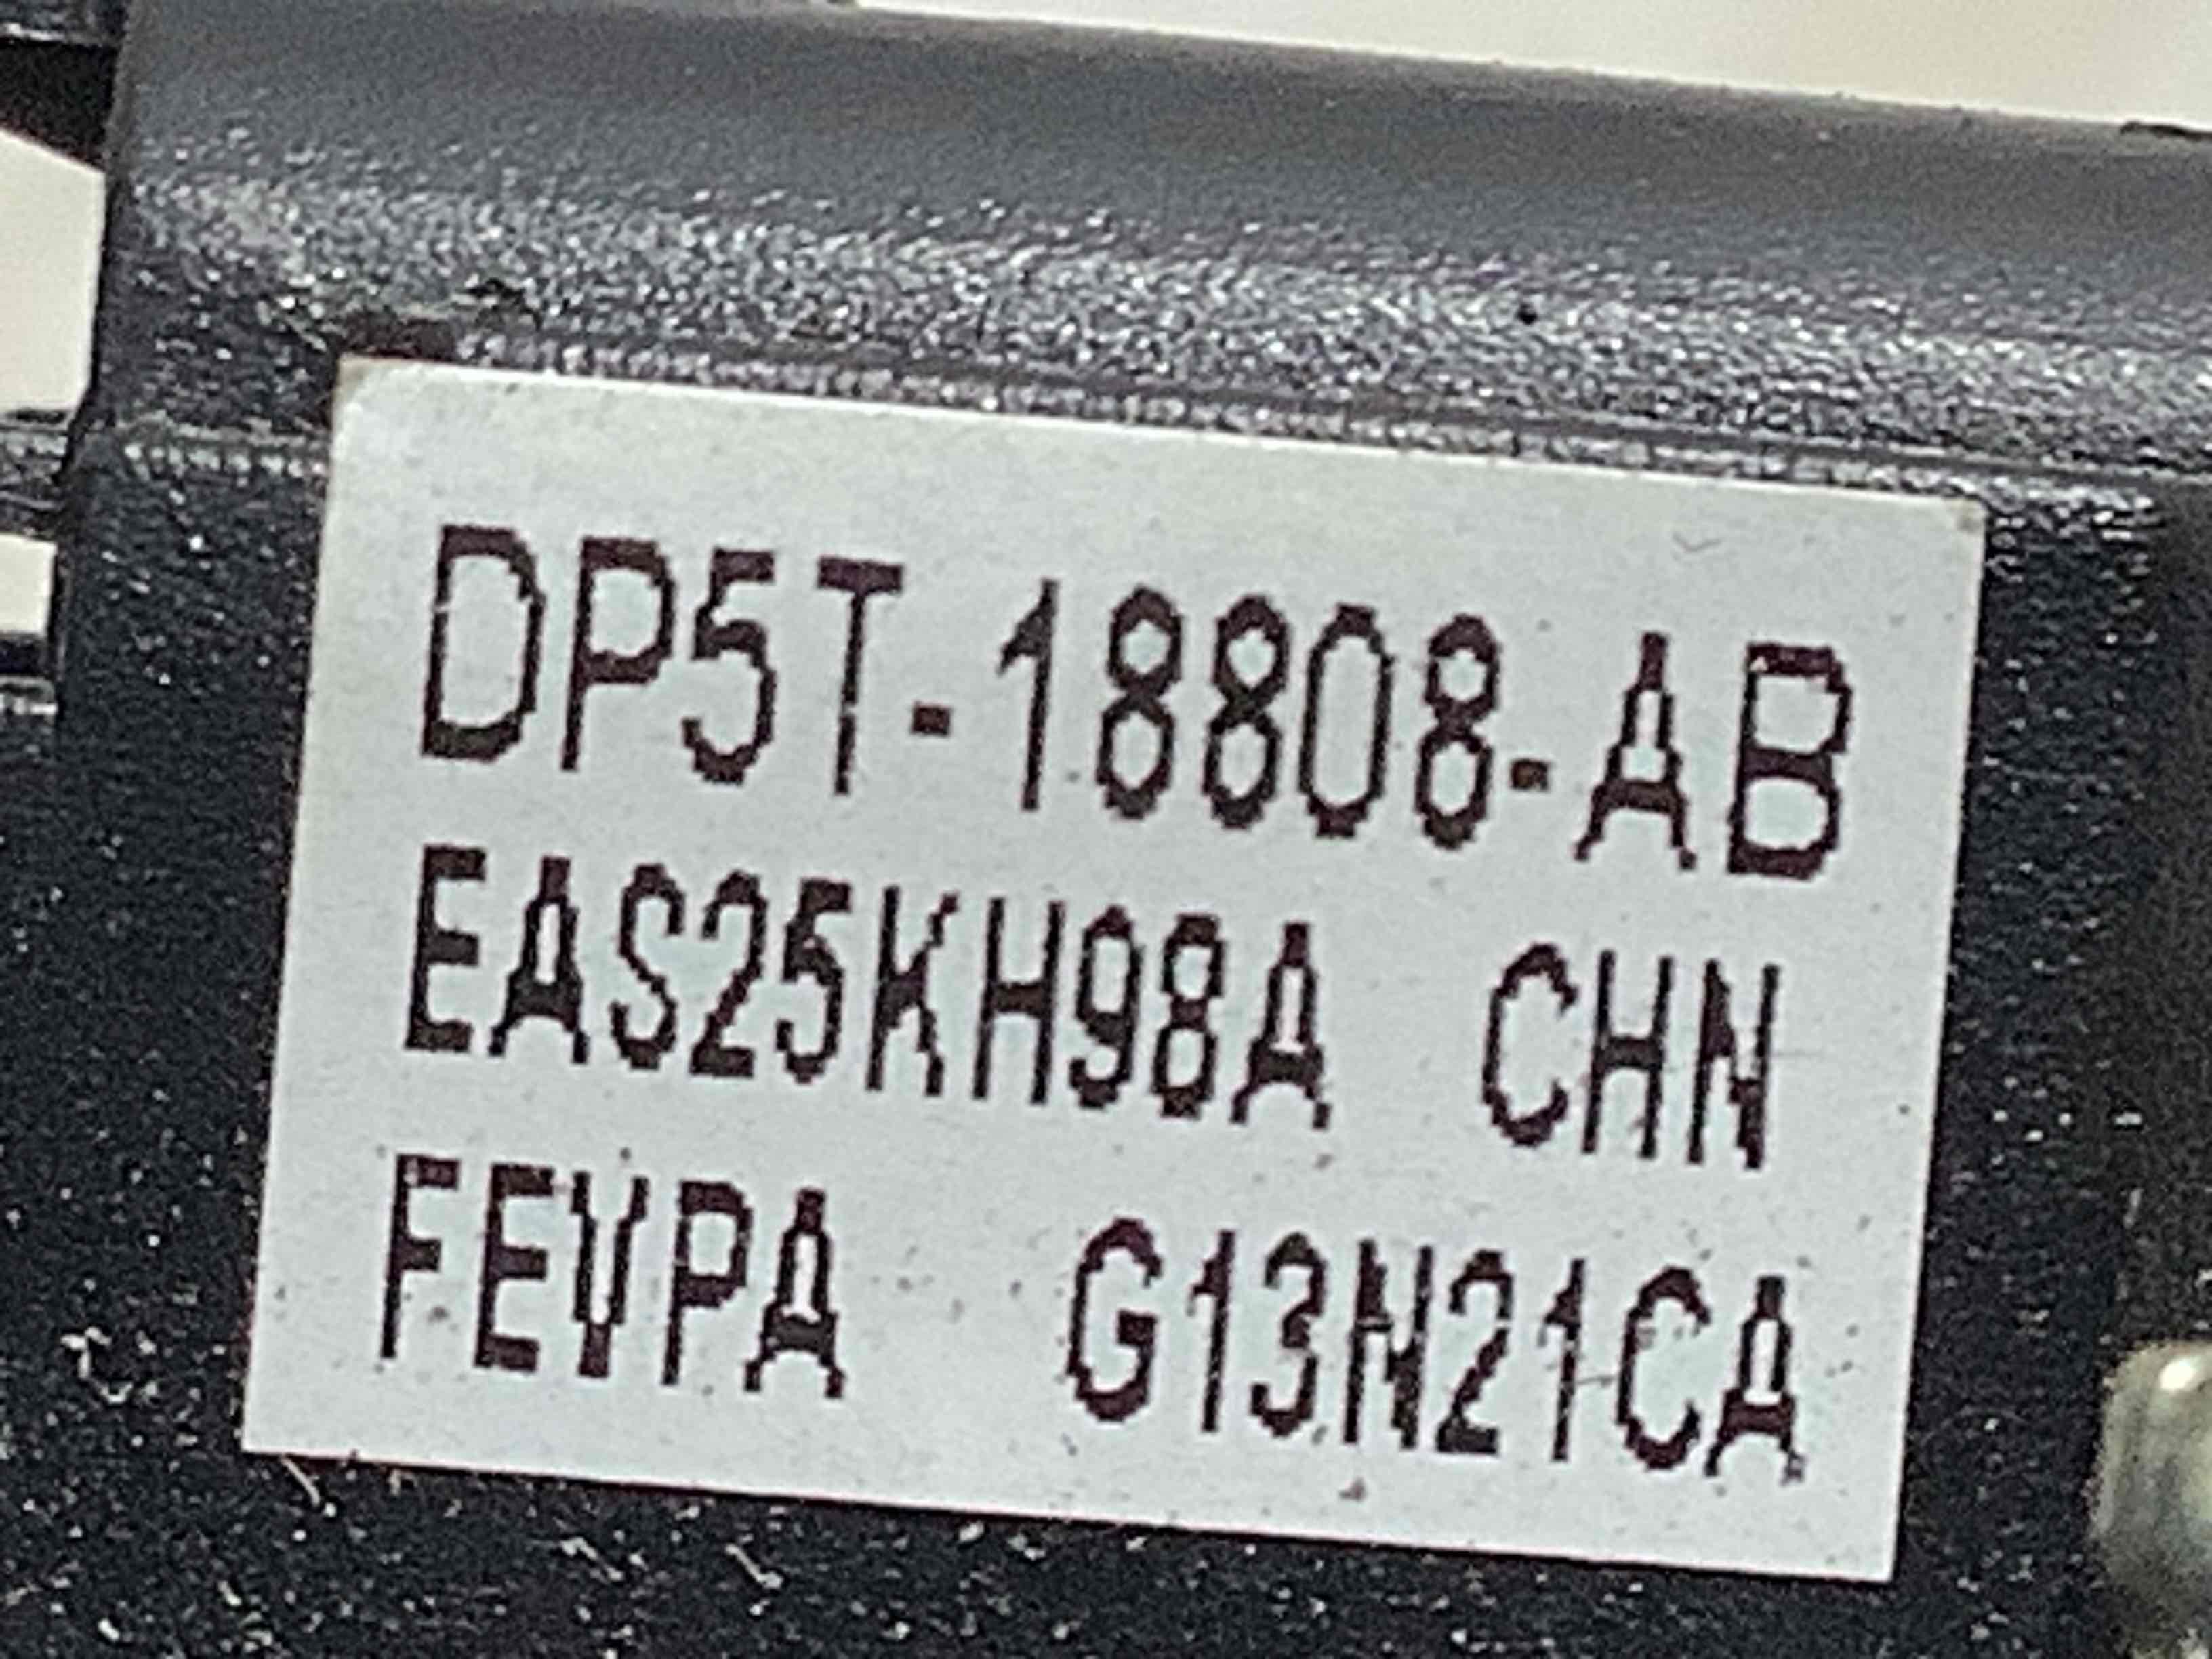 DP5T-18808-AB
EAS25KH98A CHN
FEVPA G13N21CA